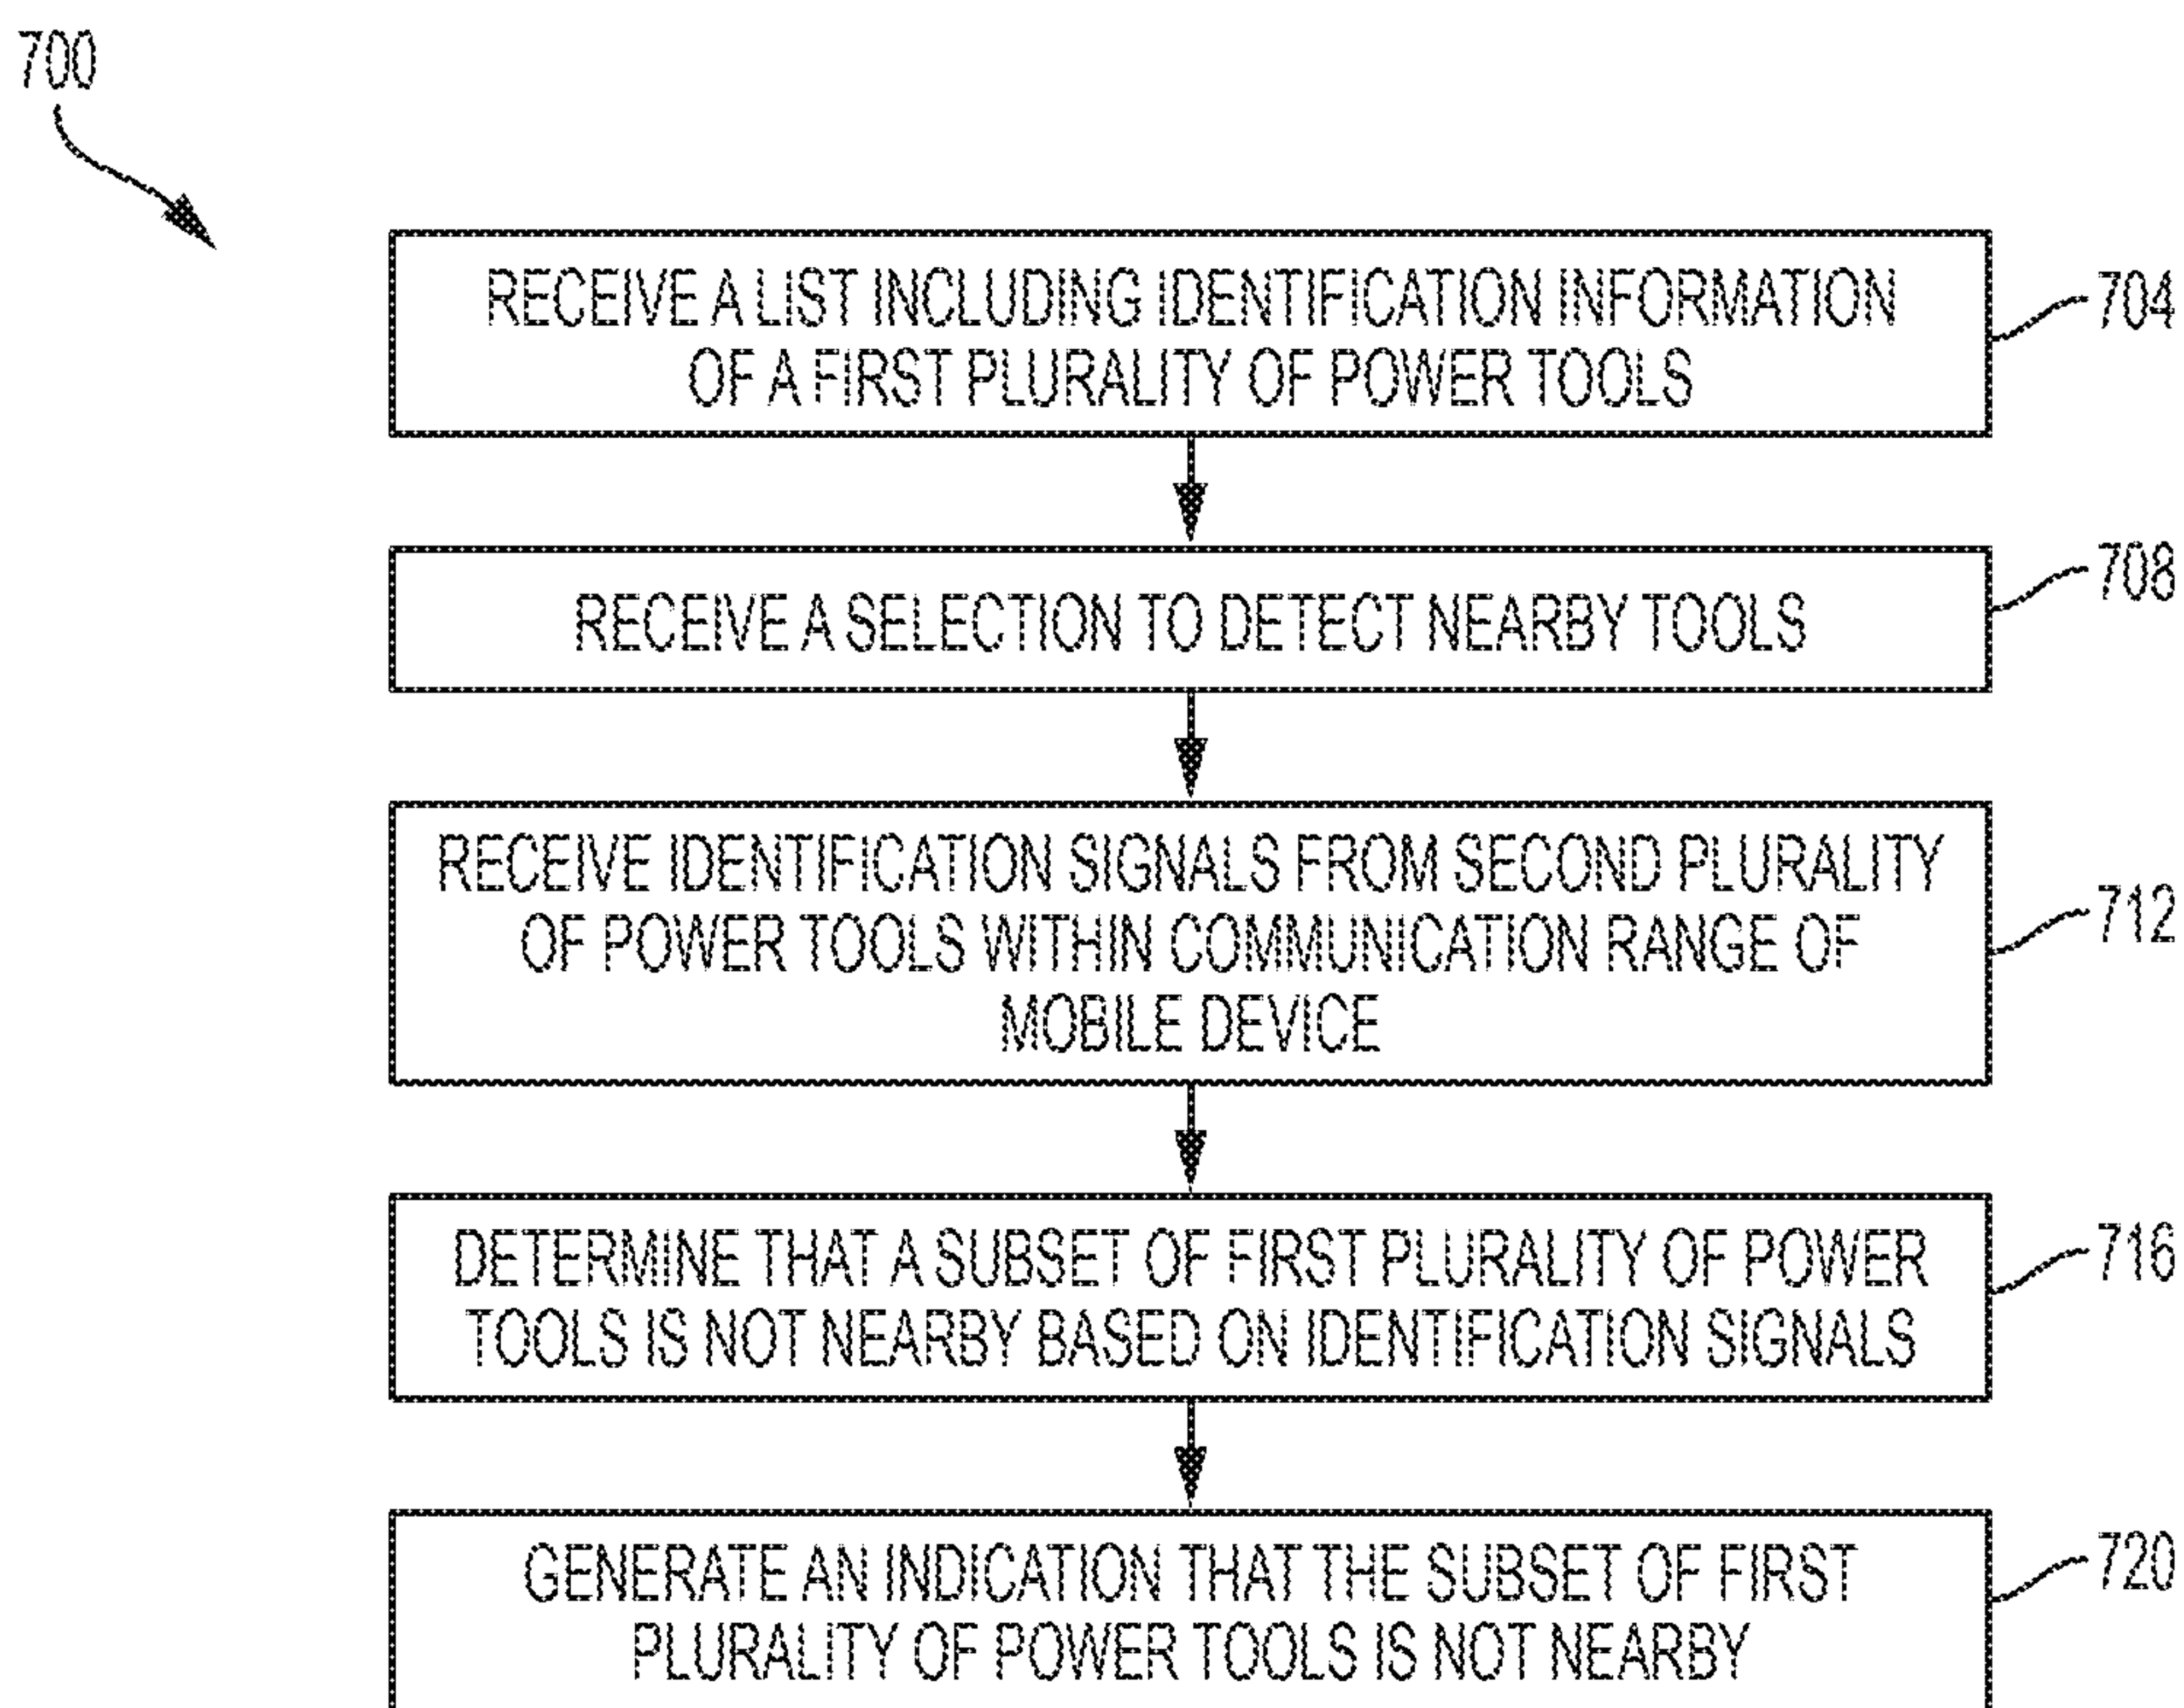 700
RECEIVE A LIST INCLUDING IDENTIFICATION INFORMATION
OF A FIRST PLURALITY OF POWER TOOLS
704
RECEIVE A SELECTION TO DETECT NEARBY TOOLS
708
RECEIVE IDENTIFICATION SIGNALS FROM SECOND PLURALITY
OF POWER TOOLS WITHIN COMMUNICATION RANGE OF
MOBILE DEVICE
712
DETERMINE THAT A SUBSET OF FIRST PLURALITY OF POWER
TOOLS IS NOT NEARBY BASED ON IDENTIFICATION SIGNALS
716
GENERATE AN INDICATION THAT THE SUBSET OF FIRST
PLURALITY OF POWER TOOLS IS NOT NEARBY
720